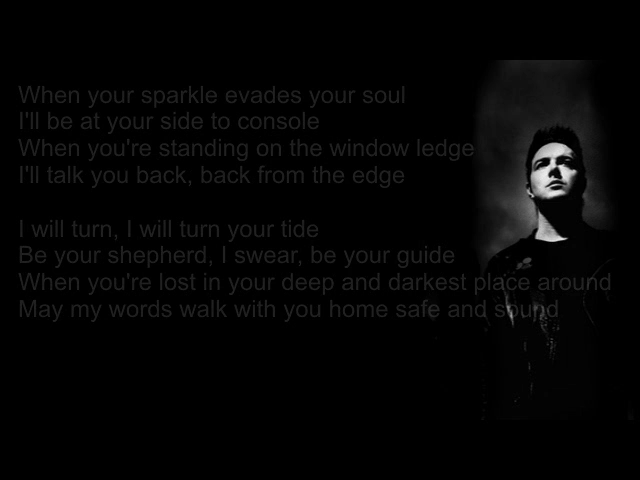 When your sparkle evades your soul
I'll be at your side to console
When you're standing on the window ledge
I'll talk you back, back from the edge
I will turn, I will turn your tide
Be your shepherd, I swear, be your guide
When you're lost in your deep and darkest place around
May my words walk with you home safe and sound